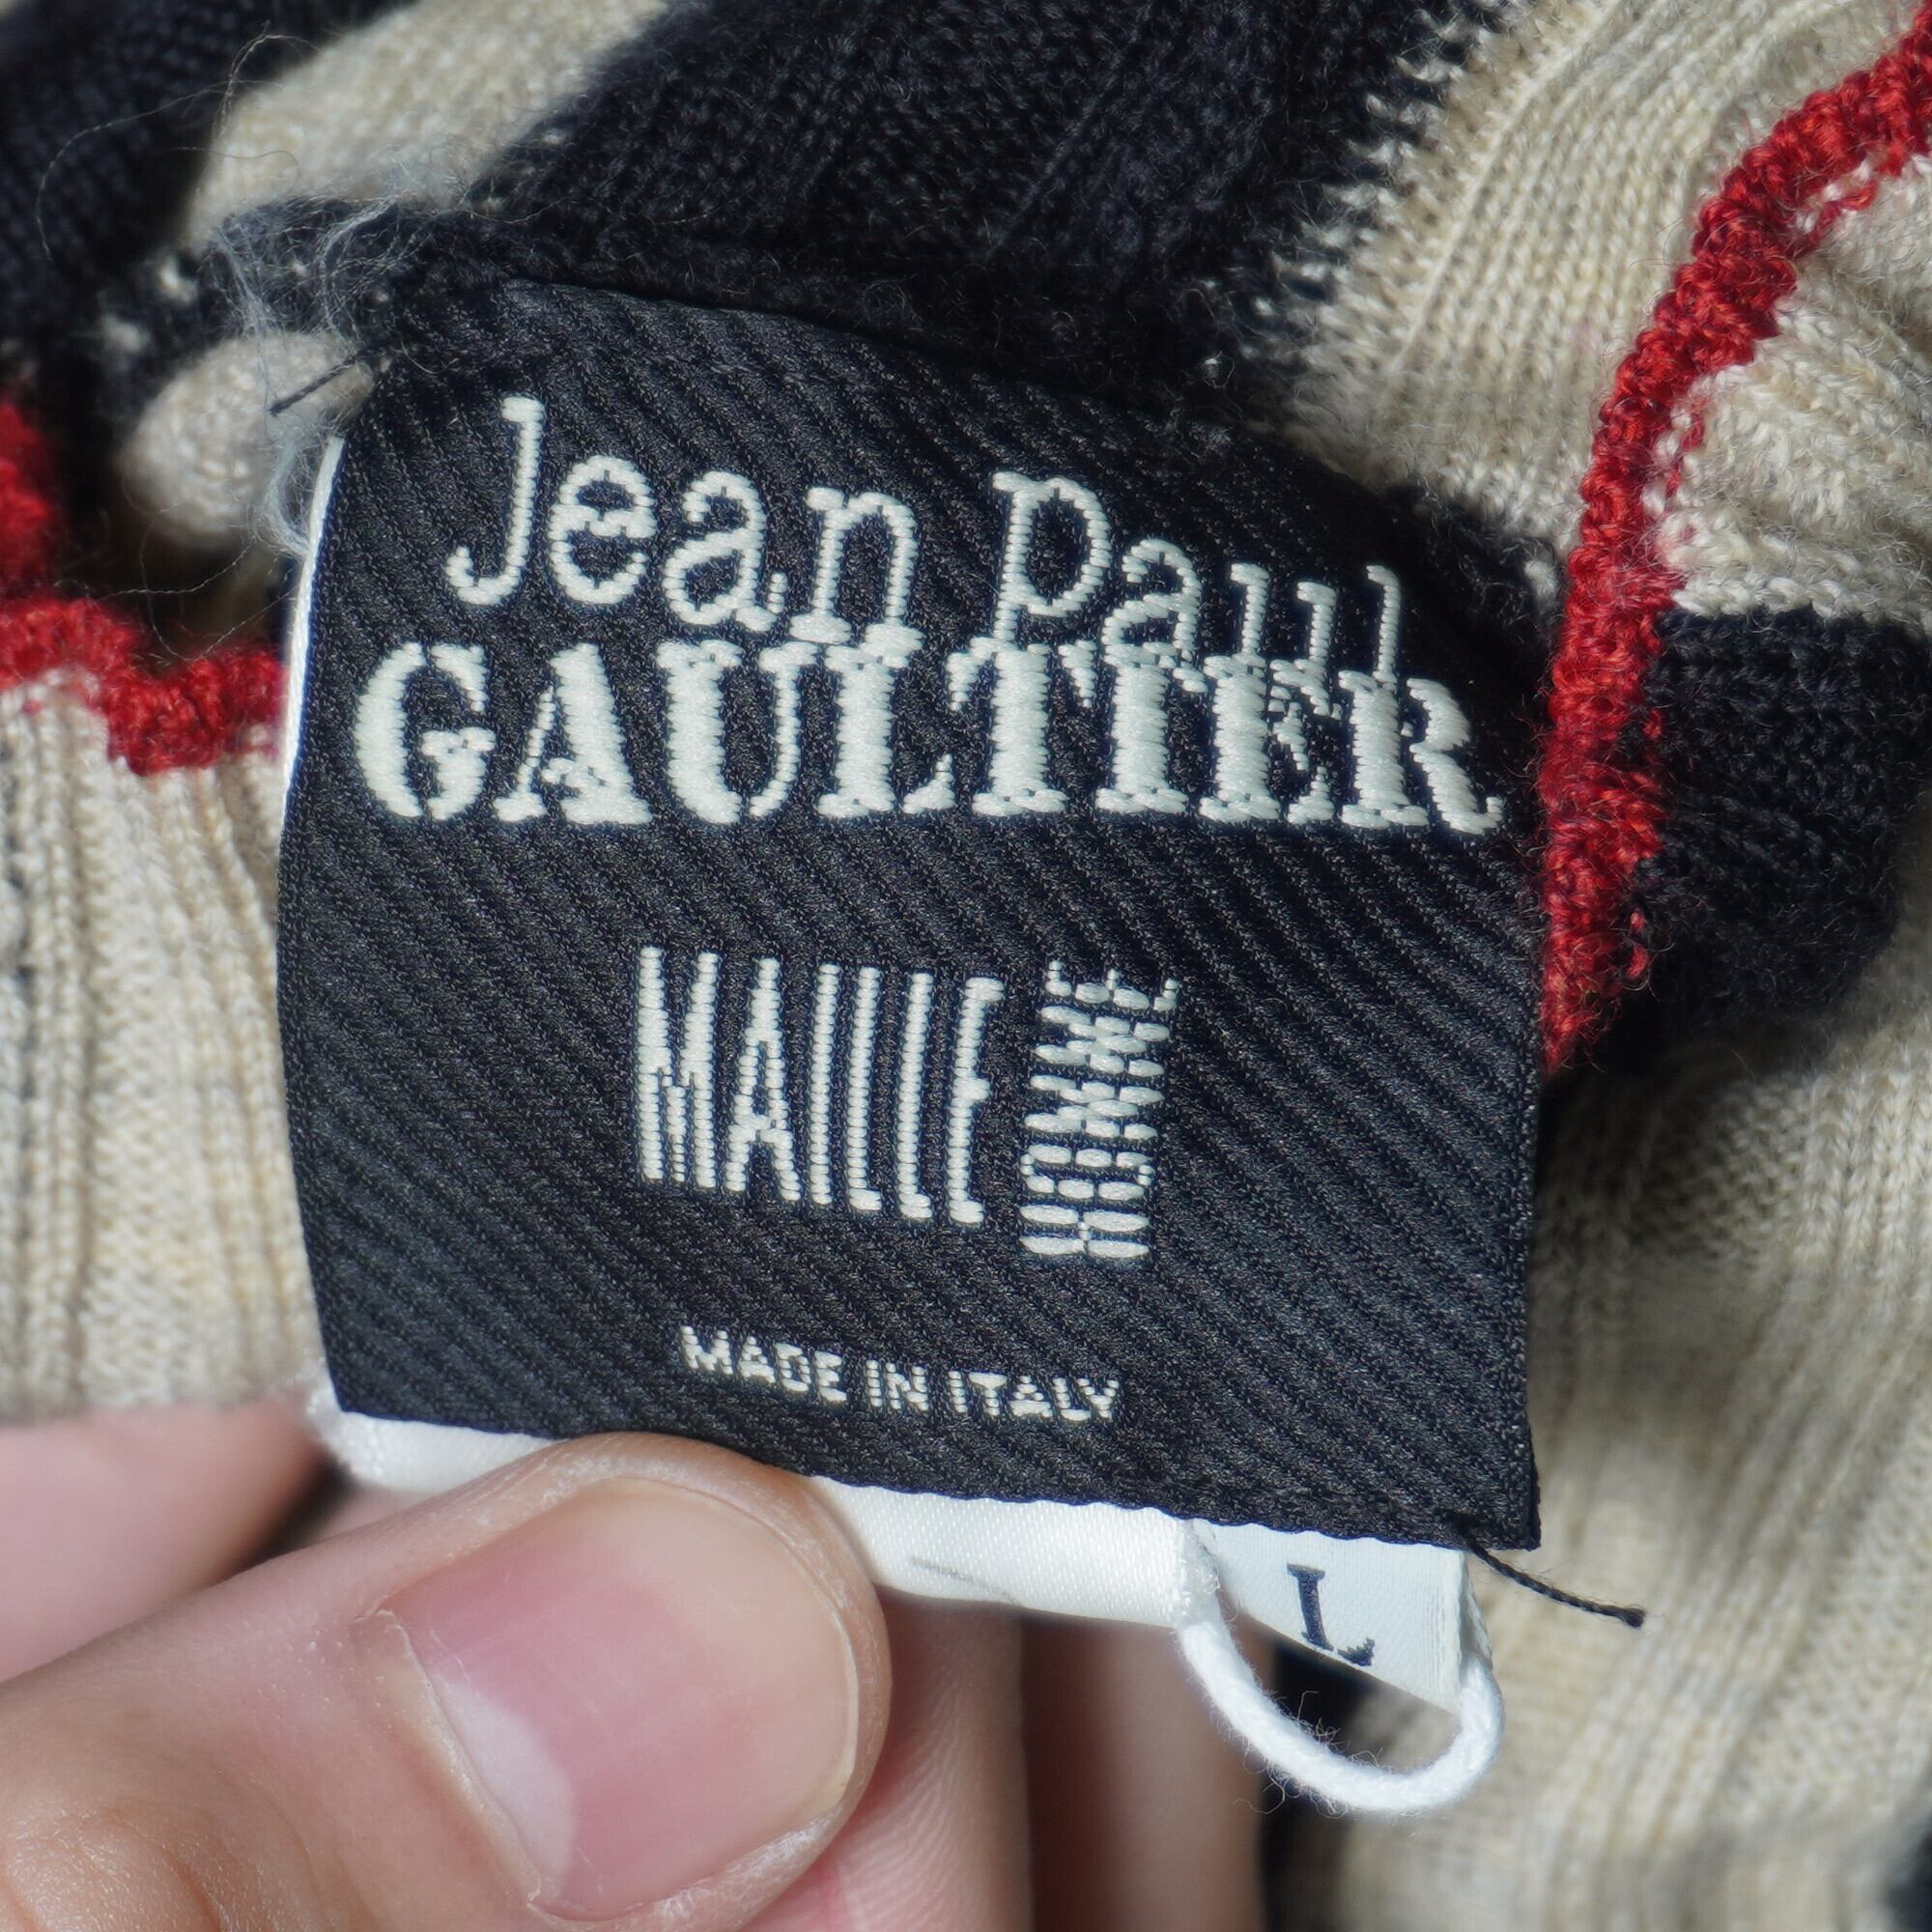 Jean Paul
GAULTIER
MAILLE HOMME
MADE IN ITALY
L